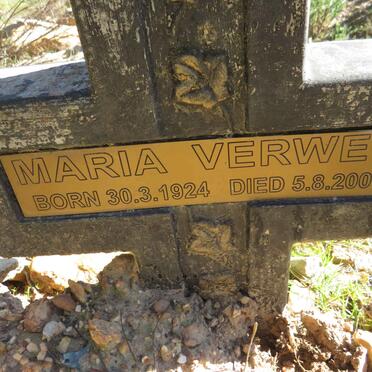 MARIA VERWE
BORN 30.3.1924 DIED 5.8.200